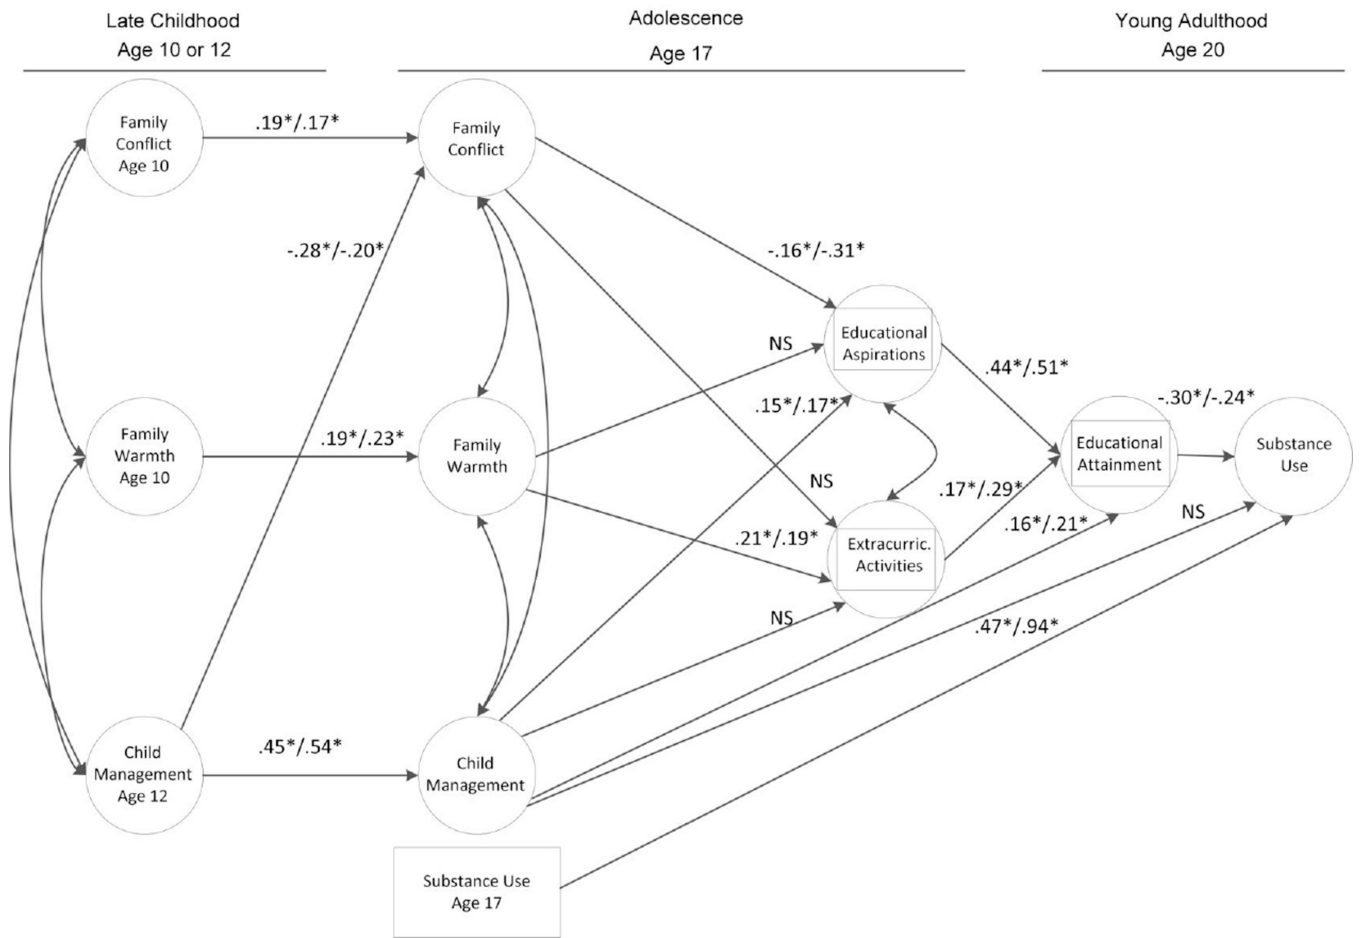 Late Childhood
Age 10 or 12
Adolescence
Age 17
Young Adulthood
Age 20
Family
Conflict
Age 10
.19*/.17*
Family
Conflict
-.28*/-.20*
-.16*/-.31*
Educational
Aspirations
NS
.44*/.51*
.15*/.17*
-.30*/-.24*
Family
Warmth
Age 10
.19*/.23*
Family
Warmth
Educational
Attainment
Substance
Use
NS
.17*/.29*
.21*/.19*
Extracurric.
Activities
.16*/.21*
NS
NS
.47*/.94*
Child
Management
Age 12
.45*/.54*
Child
Management
Substance Use
Age 17